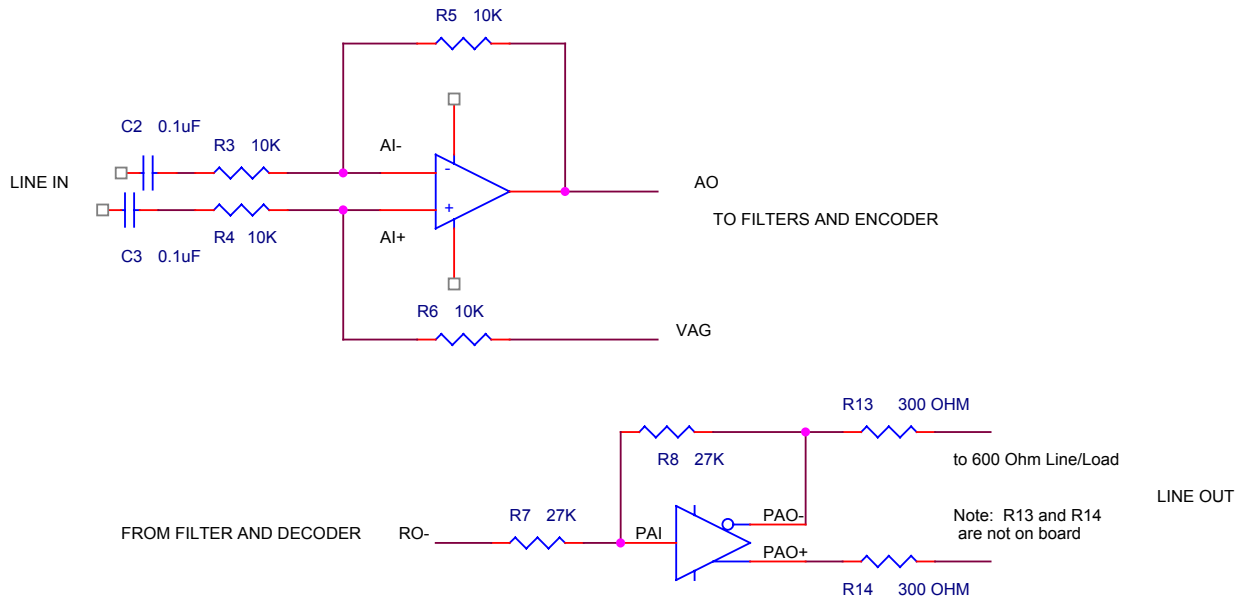 R5 10K
C2 0.1uF
R3 10K
AI-
LINE IN
-
+
AO
TO FILTERS AND ENCODER
R4 10K
AI+
C3 0.1uF
R6 10K
VAG
R13 300 OHM
R8 27K
to 600 Ohm Line/Load
LINE OUT
R7 27K
PAO-
Note: R13 and R14
are not on board
FROM FILTER AND DECODER
RO-
PAI
PAO+
R14 300 OHM